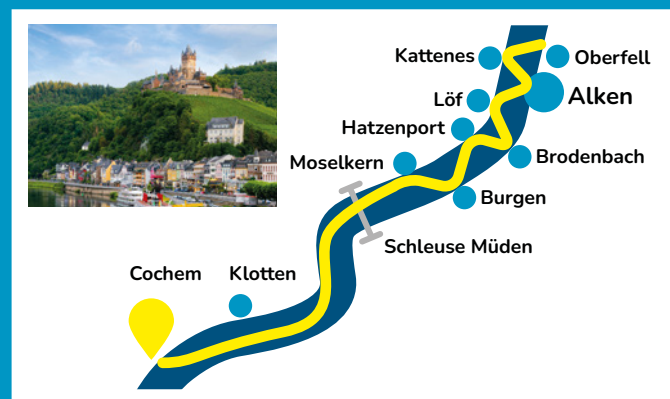 Kattenes
Oberfell
Löf
Alken
Hatzenport
Moselkern
Brodenbach
Burgen
Schleuse Müden
Cochem
Klotten